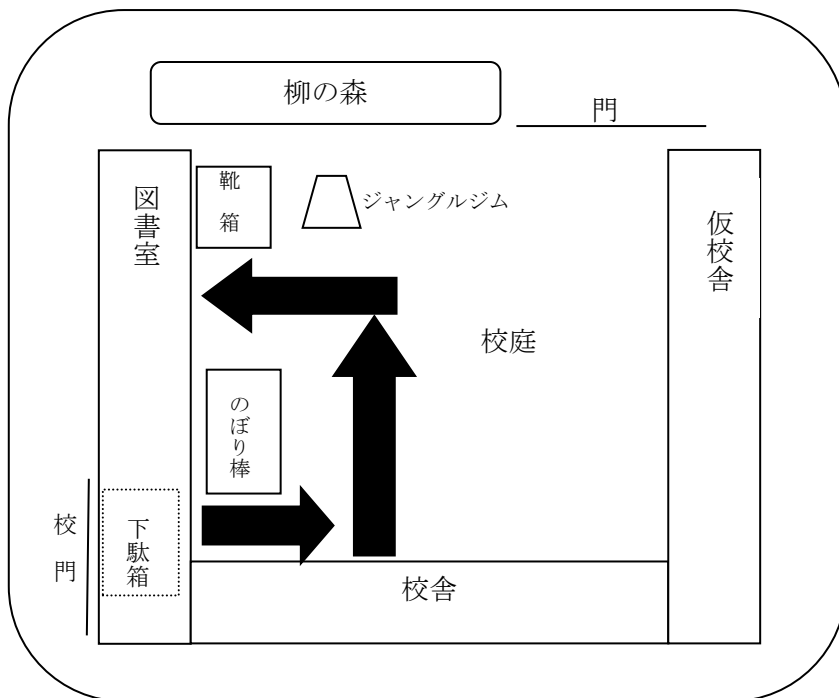 柳の森
門
図書室
靴箱
ジャングルジム
仮校舎
校庭
のぼり棒
校門
下駄箱
校舎